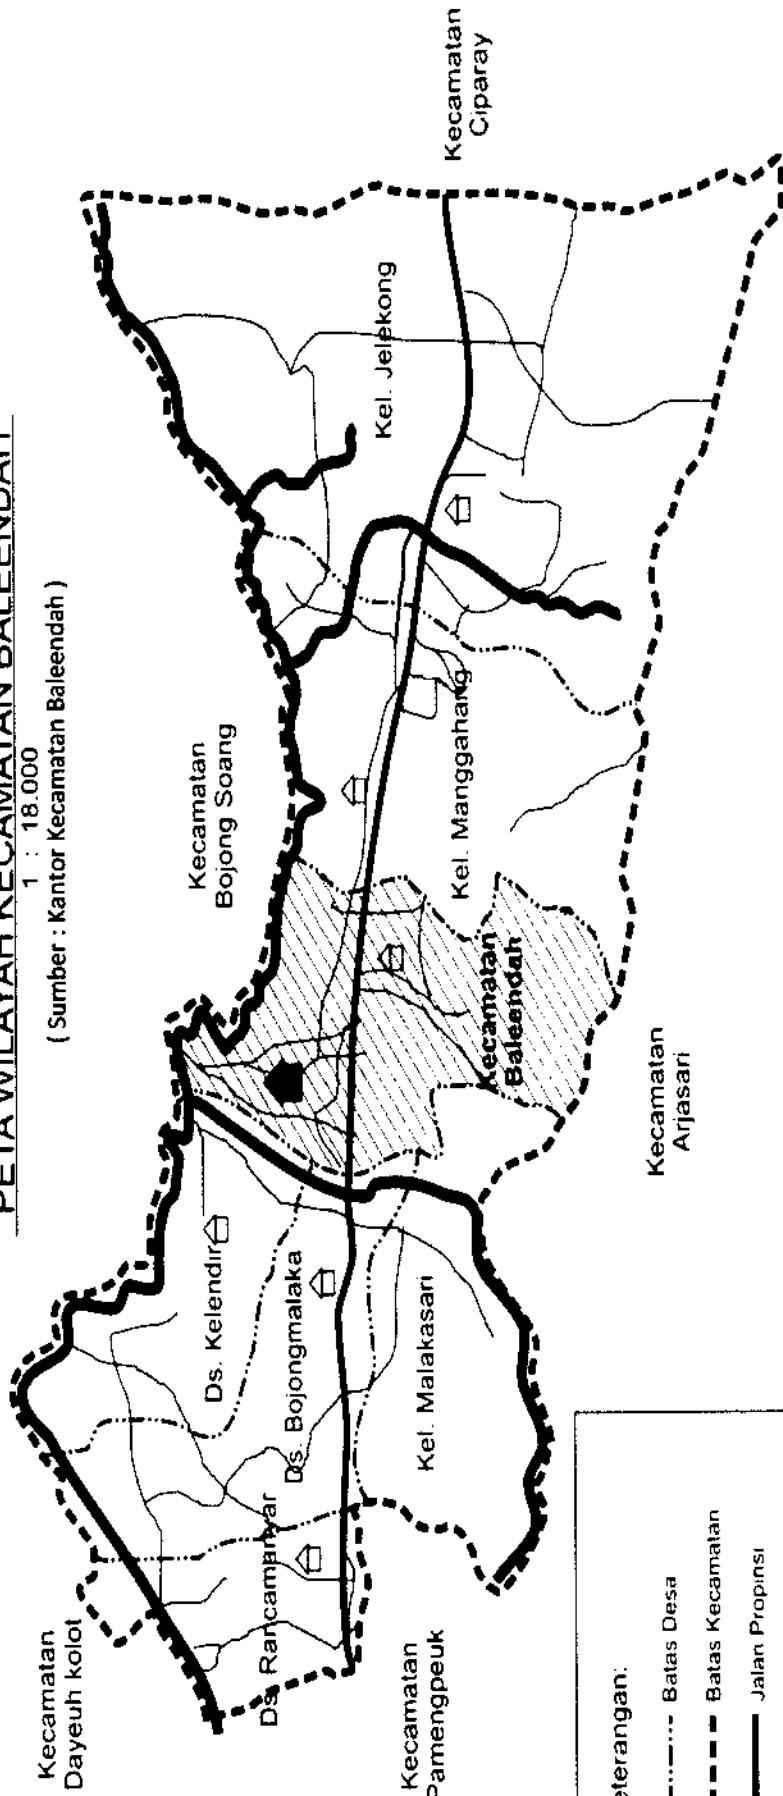 PETA WILAYAH KECAMATAN BALEENDAH
1 : 18.000
( Sumber : Kantor Kecamatan Baleendah )
Kecamatan
Dayeuh kolot
Kecamatan
Bojong Soang
Kecamatan
Ciparay
Ds. Kelendir
Ds. Rancamanyar
Ds. Bojongmalaka
Kel. Jelekong
Kel. Malakasari
Kel. Manggahang
Kecamatan
Baleendah
Kecamatan
Pamengpeuk
Kecamatan
Arjasari
eterangan:
Batas Desa
Batas Kecamatan
Jalan Propinsi